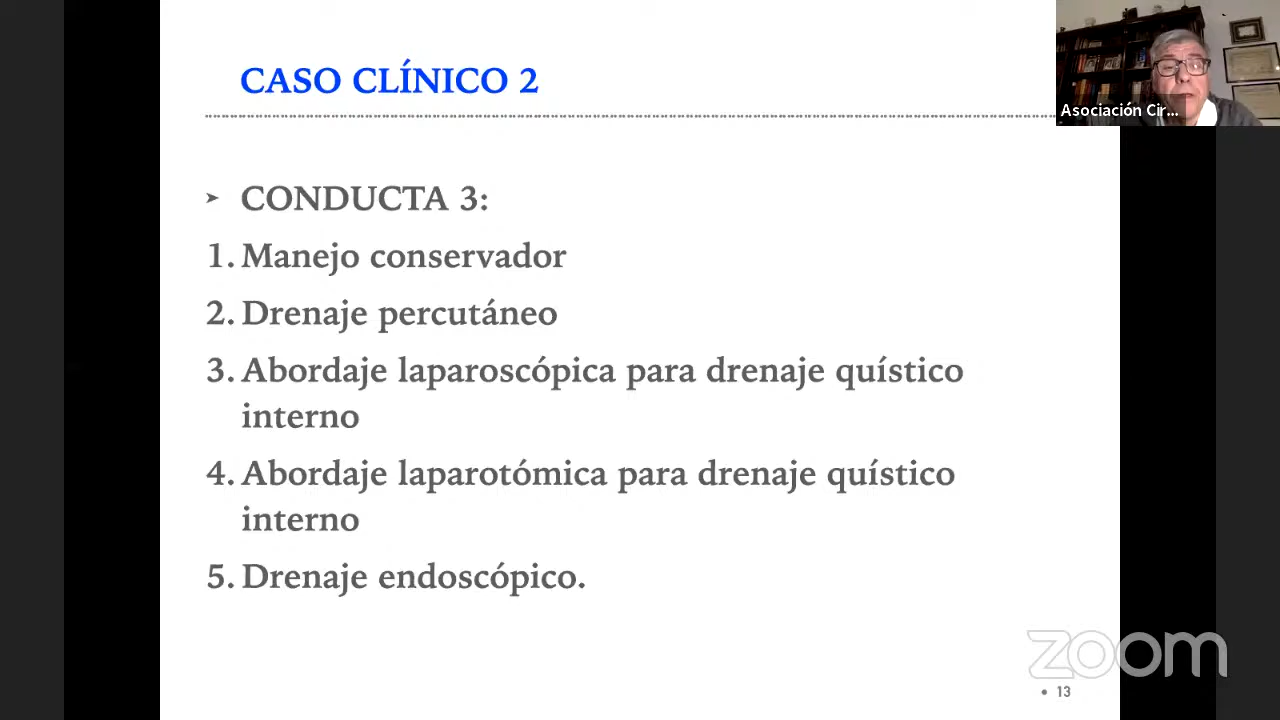 CASO CLÍNICO 2
Asociación Cir...
➢ CONDUCTA 3:
1. Manejo conservador
2. Drenaje percutáneo
3. Abordaje laparoscópica para drenaje quístico
interno
4. Abordaje laparotómica para drenaje quístico
interno
5. Drenaje endoscópico.
zoom
• 13